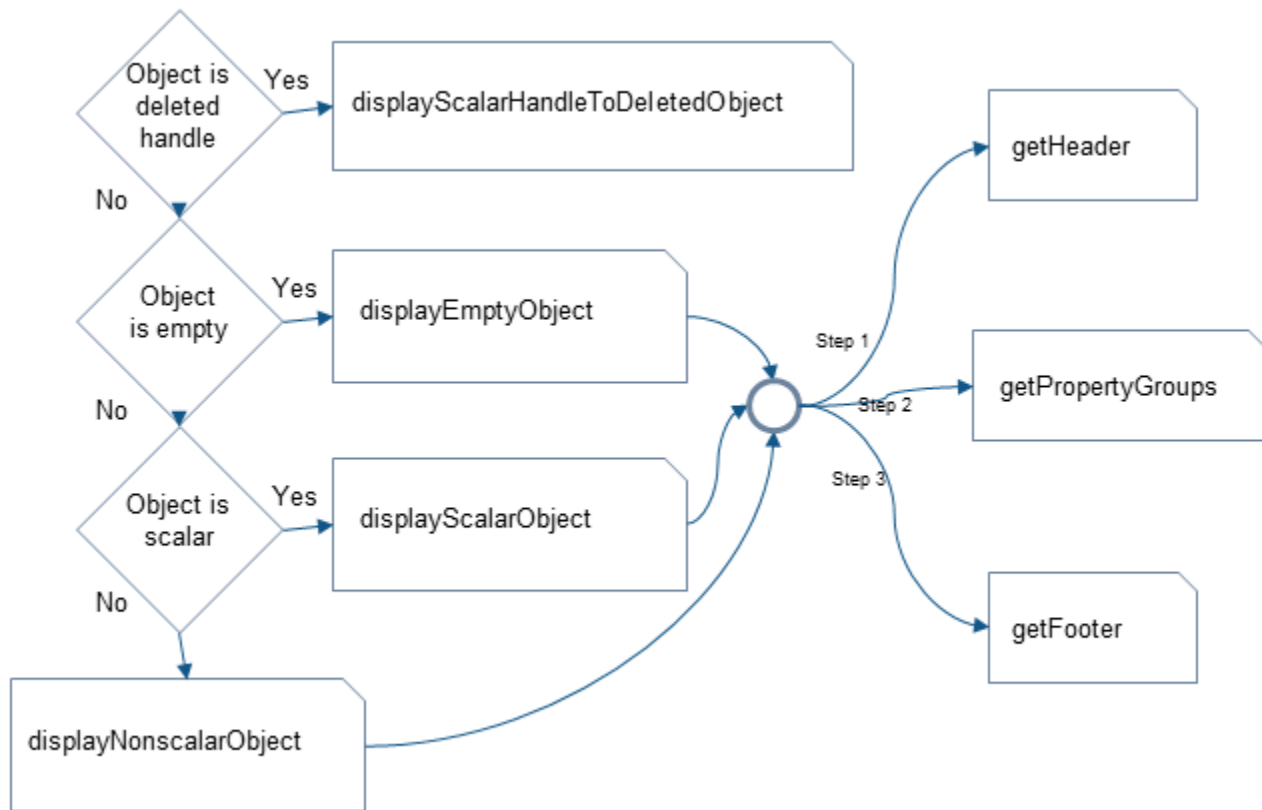 Object is
deleted
handle
Yes
displayScalarHandleToDeletedObject
getHeader
No
Object
is empty
Yes
displayEmptyObject
Step 1
getPropertyGroups
Step 2
No
Object is
scalar
Yes
displayScalarObject
Step 3
No
getFooter
displayNonscalarObject